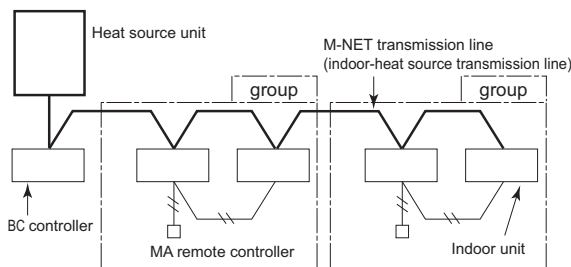 Heat source unit
M-NET transmission line
(indoor-heat source transmission line)
group
group
BC controller
MA remote controller
Indoor unit